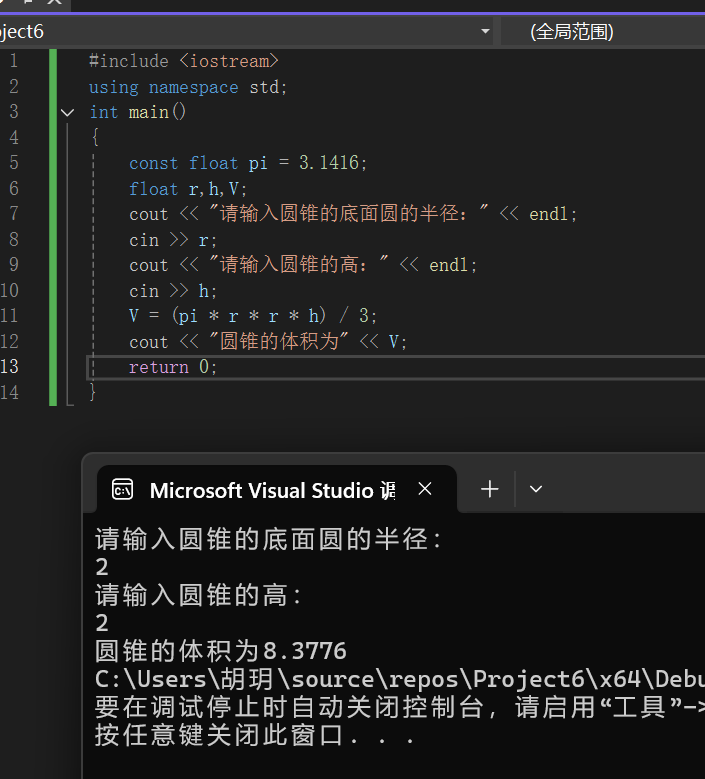 ject6 (全局范围)
1 #include <iostream>
2 using namespace std;
3 int main()
4 {
5 const float pi = 3.1416;
6 float r,h,V;
7 cout << "请输入圆锥的底面圆的半径：" << endl;
8 cin >> r;
9 cout << "请输入圆锥的高：" << endl;
10 cin >> h;
11 V = (pi * r * r * h) / 3;
12 cout << "圆锥的体积为" << V;
13 return 0;
14 }
Microsoft Visual Studio
请输入圆锥的底面圆的半径：
2
请输入圆锥的高：
2
圆锥的体积为8.3776
C:\Users\胡玥\source\repos\Project6\x64\Debu
要在调试停止时自动关闭控制台，请启用“工具”->
按任意键关闭此窗口. . .